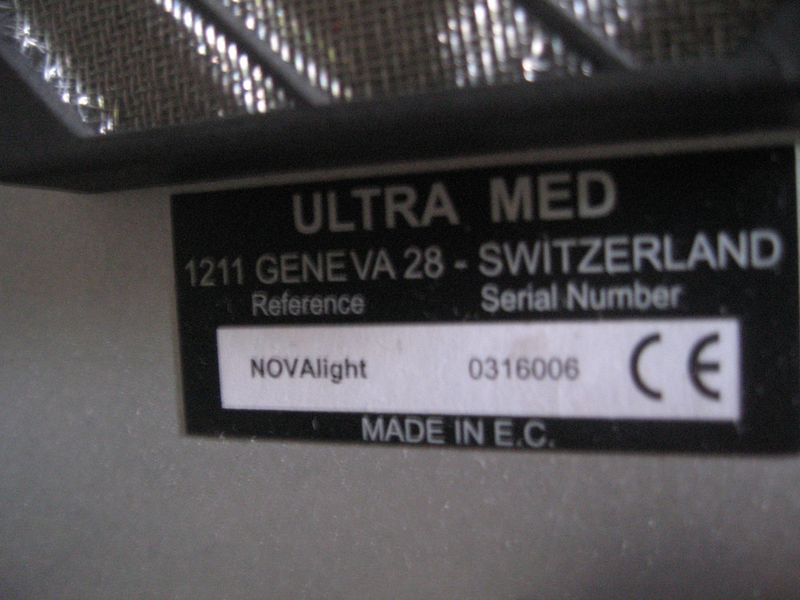 ULTRA MED
1211 GENEVA 28 - SWITZERLAND
Reference Serial Number
NOVAlight 0316006 CE
MADE IN E.C.